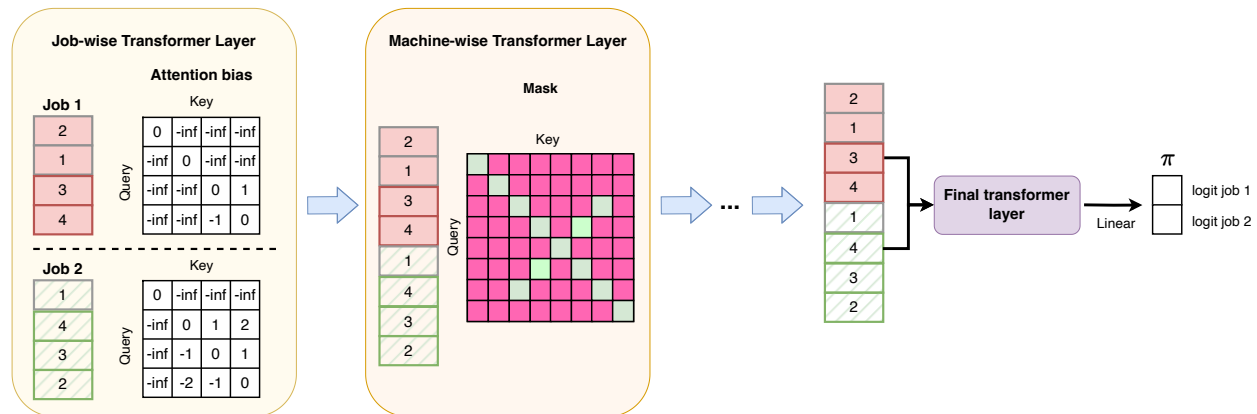 Job-wise Transformer Layer
Attention bias
Job 1
Key
Query
2
1
3
4
0 -inf -inf -inf
-inf 0 -inf -inf
-inf -inf 0 1
-inf -inf -1 0
Job 2
Key
Query
1
4
3
2
0 -inf -inf -inf
-inf 0 1 2
-inf -1 0 1
-inf -2 -1 0
Machine-wise Transformer Layer
Mask
Key
Query
2
1
3
4
1
4
3
2
...
2
1
3
4
1
4
3
2
Final transformer
layer
Linear
π
logit job 1
logit job 2